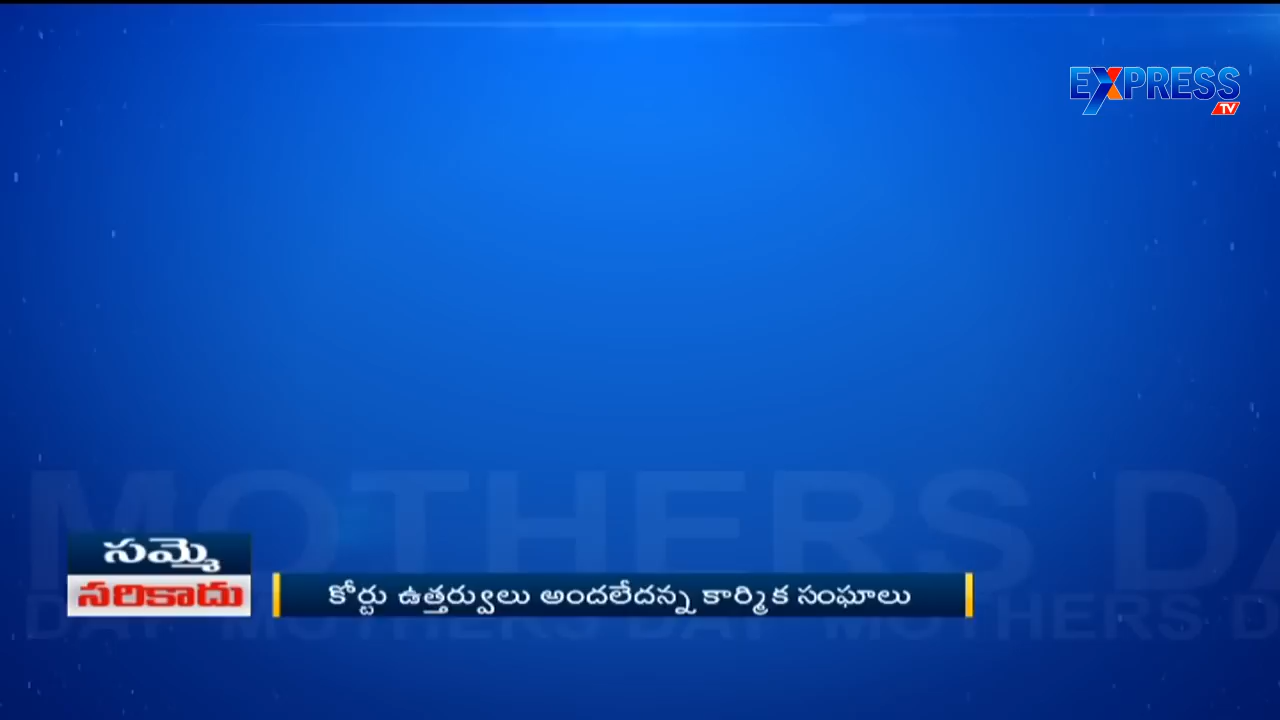 EXPRESS
TV
MOTHERS DA
సమ్మె
సరికాదు
కోర్టు ఉత్తర్వులు అందలేదన్న కార్మిక సంఘాలు
DAY MOTHERS DAY MOTHERS D